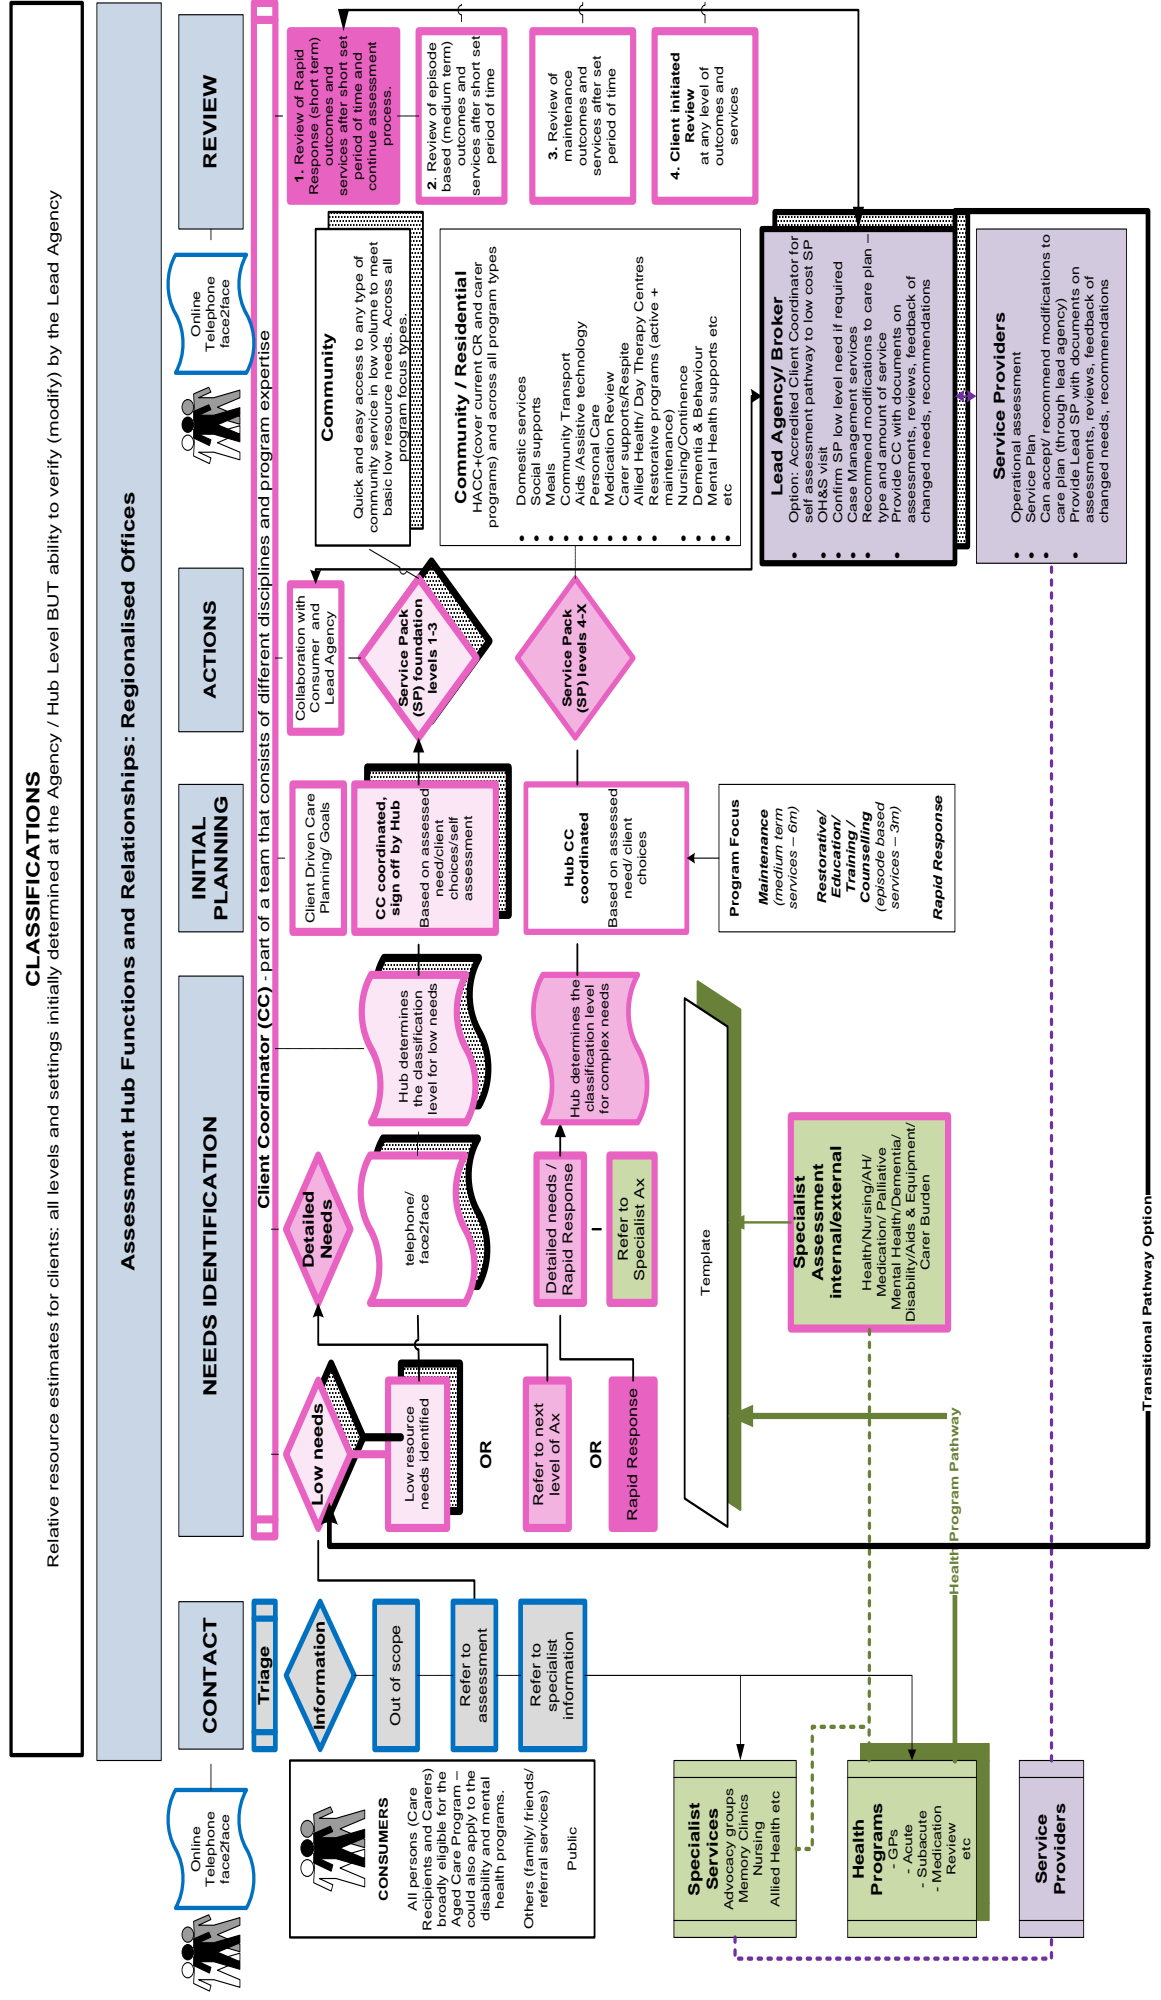 CLASSIFICATIONS
Relative resource estimates for clients: all levels and settings initially determined at the Agency / Hub Level BUT ability to verify (modify) by the Lead Agency
Assessment Hub Functions and Relationships: Regionalised Offices
Online
Telephone
face2face
CONTACT
NEEDS IDENTIFICATION
INITIAL
PLANNING
ACTIONS
REVIEW
Online
Telephone
face2face
Triage
Client Coordinator (CC) - part of a team that consists of different disciplines and program expertise
CONSUMERS
All persons (Care
Recipients and Carers)
broadly eligible for the
Aged Care Program –
could also apply to the
disability and mental
health programs.
Others (family/ friends/
referral services)
Public
Information
Out of scope
Refer to
assessment
Refer to
specialist
information
Low needs
Low resource
needs identified
OR
Refer to next
level of Ax
OR
Rapid Response
Detailed
Needs
telephone/
face2face
Detailed needs /
Rapid Response
Refer to
Specialist Ax
Hub determines
the classification
level for low needs
Hub determines the
classification level
for complex needs
Template
Specialist
Assessment
internal/external
Health/Nursing/AH/
Medication/ Palliative
Mental Health/Dementia/
Disability/Aids & Equipment/
Carer Burden
Client Driven Care
Planning/ Goals
CC coordinated,
sign off by Hub
Based on assessed
need/client
choices/self
assessment
Hub CC
coordinated
Based on assessed
need/ client
choices
Program Focus
Maintenance
(medium term
services – 6m)
Restorative/
Education/
Training /
Counselling
(episode based
services – 3m)
Rapid Response
Collaboration with
Consumer and
Lead Agency
Service Pack
(SP) foundation
levels 1-3
Service Pack
(SP) levels 4-X
Community
Quick and easy access to any type of
community service in low volume to meet
basic low resource needs. Across all
program focus types.
Community / Residential
HACC+(cover current CR and carer
programs) and across all program types
• Domestic services
• Social supports
• Meals
• Community Transport
• Aids /Assistive technology
• Personal Care
• Medication Review
• Carer supports/Respite
• Allied Health/ Day Therapy Centres
• Restorative programs (active +
maintenance)
• Nursing/Continence
• Dementia & Behaviour
• Mental Health supports etc
• etc
Lead Agency/ Broker
• Option: Accredited Client Coordinator for
self assessment pathway to low cost SP
• OH&S visit
• Confirm SP low level need if required
• Case Management services
• Recommend modifications to care plan –
type and amount of service
• Provide CC with documents on
assessments, reviews, feedback of
changed needs, recommendations
Service Providers
• Operational assessment
• Service Plan
• Can accept/ recommend modifications to
care plan (through lead agency)
• Provide Lead SP with documents on
assessments, reviews, feedback of
changed needs, recommendations
1. Review of Rapid
Response (short term)
outcomes and
services after short set
period of time and
continue assessment
process.
2. Review of episode
based (medium term)
outcomes and
services after short set
period of time
3. Review of
maintenance
outcomes and
services after set
period of time
4. Client initiated
Review
at any level of
outcomes and
services
Specialist
Services
Advocacy groups
Memory Clinics
Nursing
Allied Health etc
Health
Programs
- GPs
- Acute
- Subacute
- Medication
Review
etc
Service
Providers
Health Program Pathway
Transitional Pathway Option